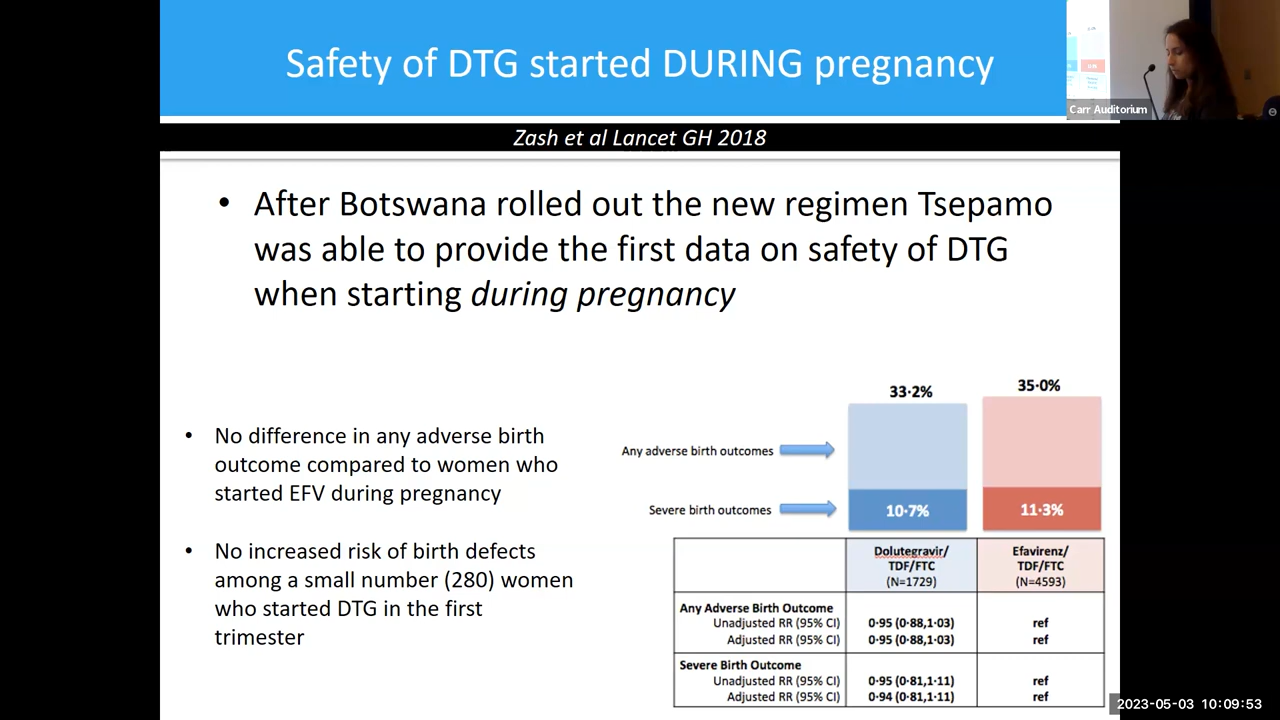 Safety of DTG started DURING pregnancy
Carr Auditorium
Zash et al Lancet GH 2018
• After Botswana rolled out the new regimen Tsepamo
was able to provide the first data on safety of DTG
when starting during pregnancy
• No difference in any adverse birth
outcome compared to women who
started EFV during pregnancy
• No increased risk of birth defects
among a small number (280) women
who started DTG in the first
trimester
33·2%
35·0%
Any adverse birth outcomes
Severe birth outcomes
10·7%
11·3%
Dolutegravir/
TDF/FTC
(N=1729)
Efavirenz/
TDF/FTC
(N=4593)
Any Adverse Birth Outcome
Unadjusted RR (95% CI) 0·95 (0·88,1·03) ref
Adjusted RR (95% CI) 0·95 (0·88,1·03) ref
Severe Birth Outcome
Unadjusted RR (95% CI) 0·95 (0·81,1·11) ref
Adjusted RR (95% CI) 0·94 (0·81,1·11) ref
2023-05-03 10:09:53